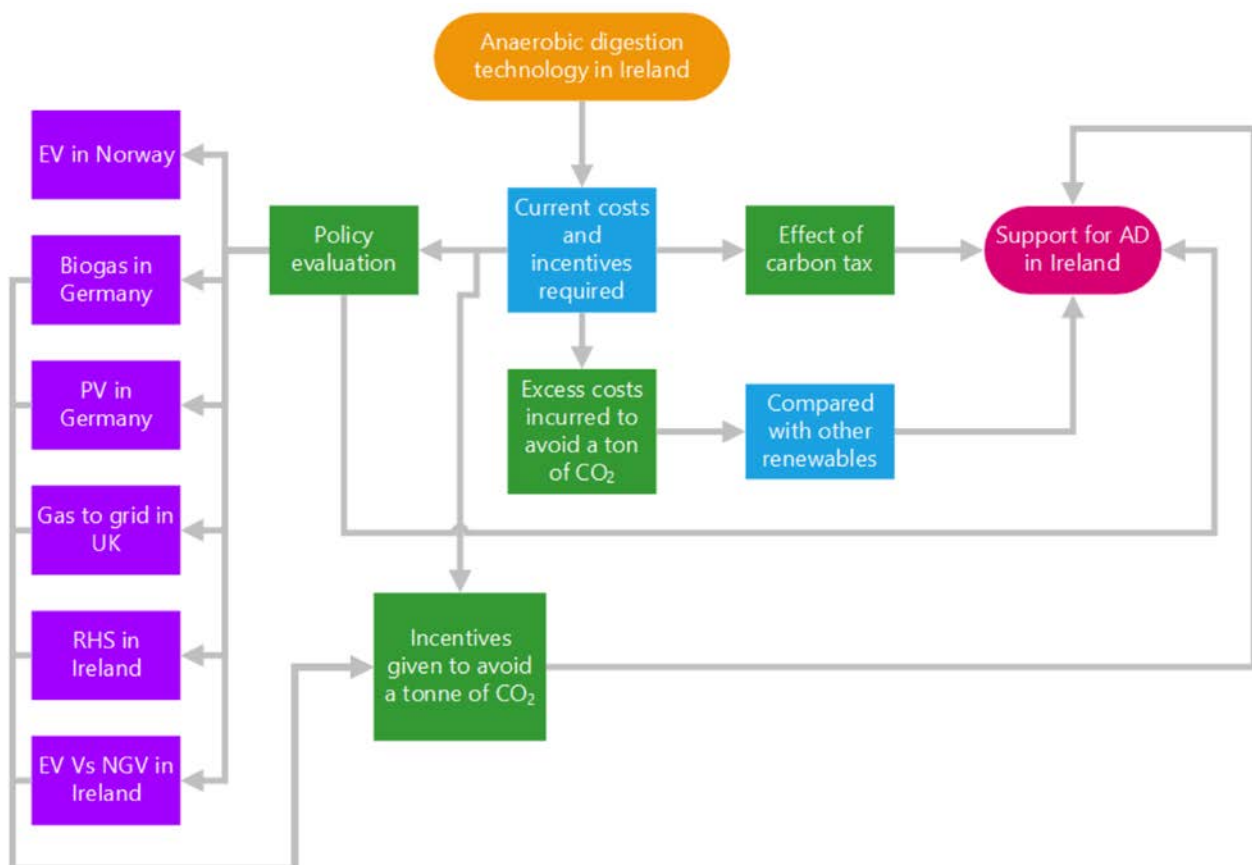 Anaerobic digestion
technology in Ireland
EV in Norway
Policy
evaluation
Current costs
and
incentives
required
Effect of
carbon tax
Support for AD
in Ireland
Biogas in
Germany
PV in
Germany
Excess costs
incurred to
avoid a ton
of CO₂
Compared
with other
renewables
Gas to grid in
UK
RHS in
Ireland
Incentives
given to avoid
a tonne of CO₂
EV Vs NGV in
Ireland